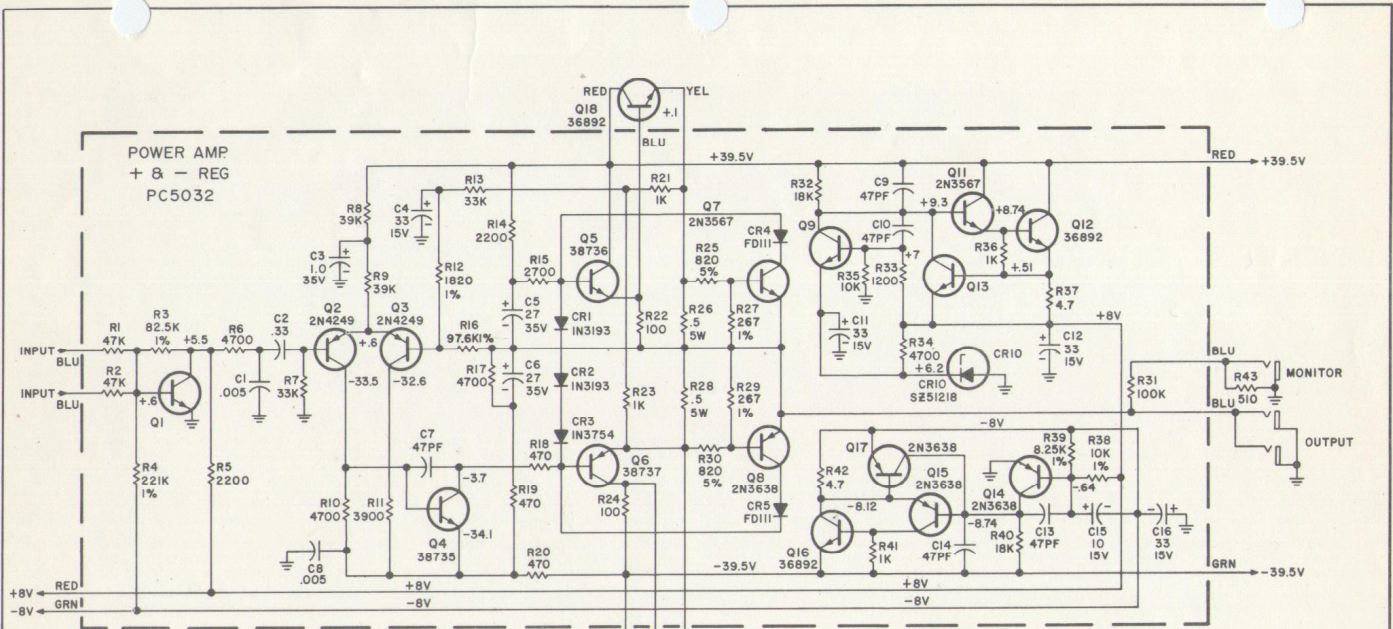 RED
YEL
Q18
36892
+.1
BLU
POWER AMP.
+ & - REG
PC5032
+39.5V
RED
+39.5V
R13
33K
R21
1K
R8
39K
C4
33
15V
R14
2200
Q7
2N3567
R32
18K
C9
47PF
Q11
2N3567
+9.3
+8.74
Q12
36892
C3
1.0
35V
R9
39K
R12
1820
1%
R15
2700
Q5
38736
R25
820
5%
CR4
FD111
Q9
C10
47PF
+7
R35
10K
R33
1200
R36
1K
+.51
Q13
R37
4.7
Q2
2N4249
Q3
2N4249
C5
27
35V
CR1
IN3193
R22
100
R26
.5
5W
R27
267
1%
C11
33
15V
+8V
C12
33
15V
R1
47K
R3
82.5K
1%
+5.5
R6
4700
C2
.33
+.6
R16
97.6K1%
R34
4700
+6.2
CR10
CR10
SZ51218
INPUT
BLU
R2
47K
INPUT
BLU
+.6
Q1
C1
.005
R7
33K
-33.5
-32.6
R17
4700
C6
27
35V
CR2
IN3193
R23
1K
R28
.5
5W
R29
267
1%
BLU
R31
100K
R43
510
MONITOR
BLU
OUTPUT
CR3
IN3754
-8V
R4
221K
1%
R5
2200
C7
47PF
-3.7
R18
470
Q6
38737
R30
820
5%
Q8
2N3638
Q17
2N3638
R42
4.7
-8.12
Q15
2N3638
Q14
2N3638
R39
8.25K
1%
R38
10K
1%
-.64
R10
4700
R11
3900
-34.1
Q4
38735
R19
470
R24
100
CR5
FD111
Q16
36892
R41
1K
-8.74
C14
47PF
R40
18K
C13
47PF
C15
10
15V
C16
33
15V
C8
.005
R20
470
-39.5V
GRN
-39.5V
+8V
RED
+8V
+8V
-8V
GRN
-8V
-8V